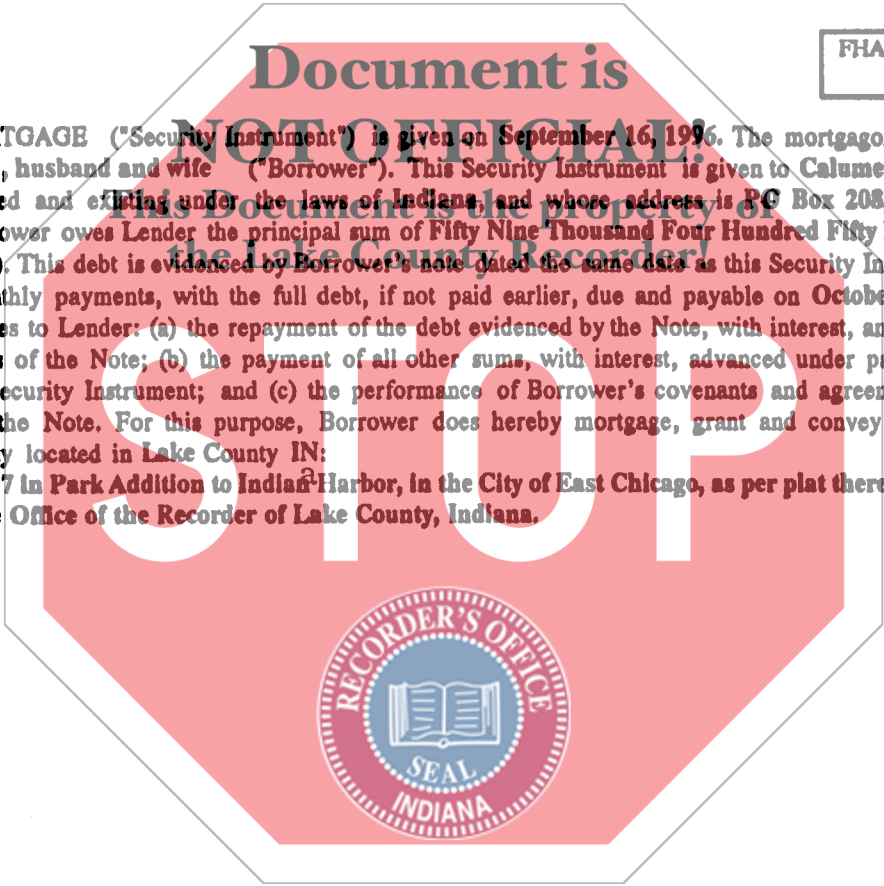 Document is
FHA
NOT OFFICIAL!
TGAGE ("Security Instrument") is given on September 16, 1996. The mortgago
, husband and wife ("Borrower"). This Security Instrument is given to Calume
This Document is the property of
ed and existing under the laws of Indiana, and whose address is PO Box 208
ower owes Lender the principal sum of Fifty Nine Thousand Four Hundred Fifty
the Lake County Recorder!
). This debt is evidenced by Borrower's note dated the same date as this Security In
thly payments, with the full debt, if not paid earlier, due and payable on Octobe
es to Lender: (a) the repayment of the debt evidenced by the Note, with interest, an
s of the Note; (b) the payment of all other sums, with interest, advanced under pa
ecurity Instrument; and (c) the performance of Borrower's covenants and agreem
the Note. For this purpose, Borrower does hereby mortgage, grant and convey
y located in Lake County IN:
7 in Park Addition to Indian Harbor, in the City of East Chicago, as per plat there
a
e Office of the Recorder of Lake County, Indiana.
STOP
RECORDER'S OFFICE
SEAL
INDIANA